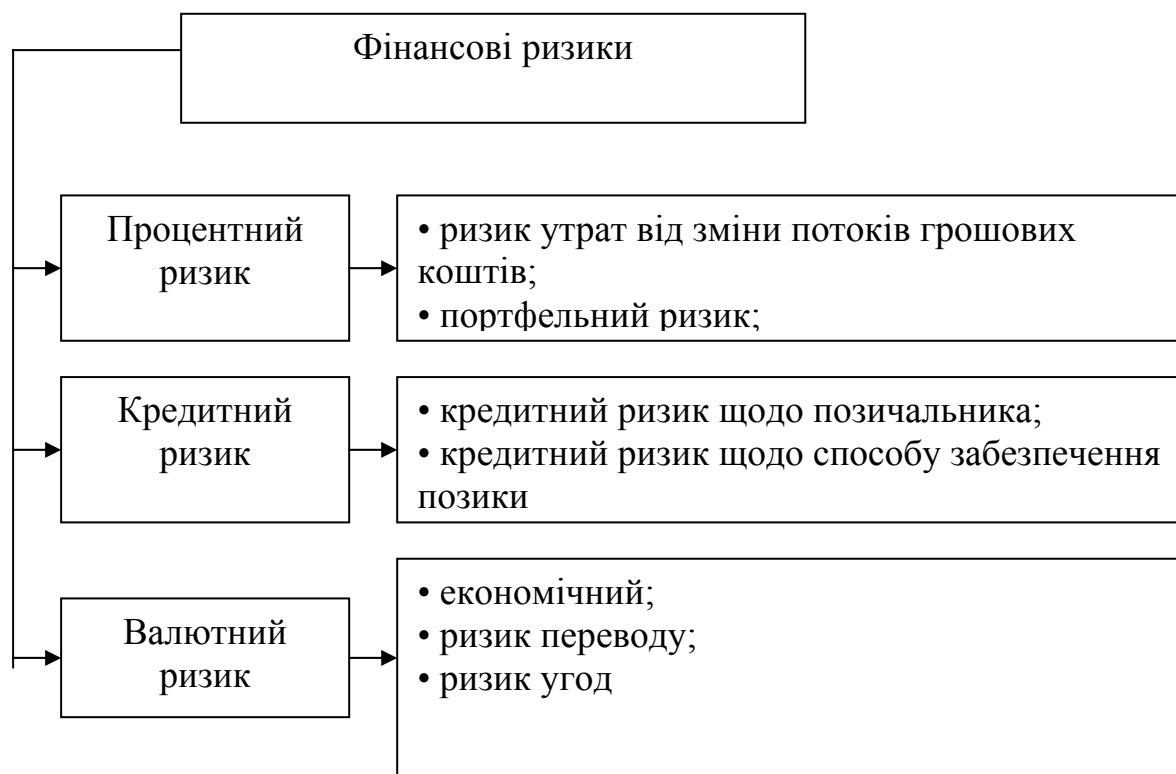 Фінансові ризики
Процентний
ризик
• ризик утрат від зміни потоків грошових
коштів;
• портфельний ризик;
Кредитний
ризик
• кредитний ризик щодо позичальника;
• кредитний ризик щодо способу забезпечення
позики
Валютний
ризик
• економічний;
• ризик переводу;
• ризик угод